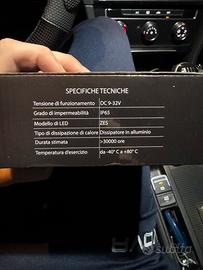 SPECIFICHE TECNICHE
Tensione di funzionamento DC 9-32V
Grado di impermeabilità IP65
Modello di LED ZES
Tipo di dissipazione di calore Dissipatore in alluminio
Durata stimata >30000 ore
Temperatura d'esercizio da -40° C a +80° C
subito